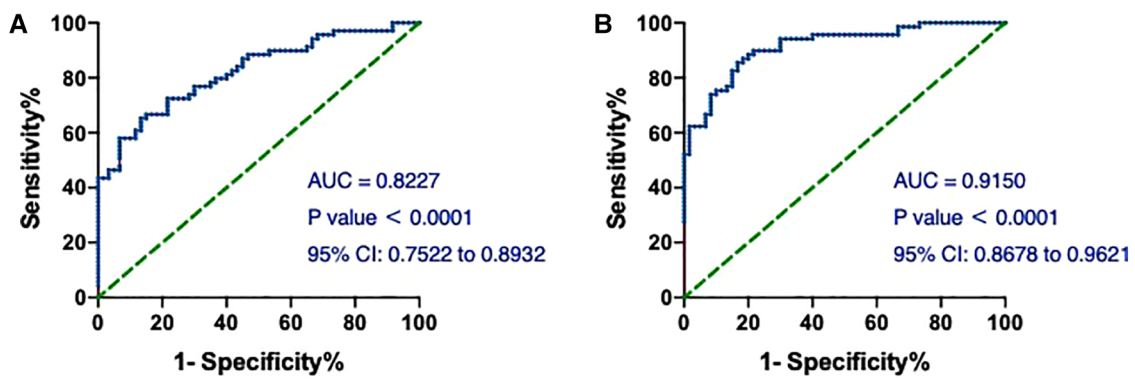 A
Sensitivity%
100
80
60
40
20
0
AUC = 0.8227
P value < 0.0001
95% CI: 0.7522 to 0.8932
0 20 40 60 80 100
1- Specificity%
B
Sensitivity%
100
80
60
40
20
0
AUC = 0.9150
P value < 0.0001
95% CI: 0.8678 to 0.9621
0 20 40 60 80 100
1- Specificity%